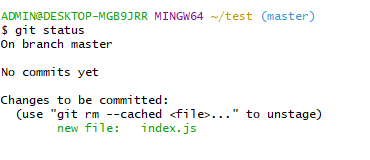 ADMIN@DESKTOP-MGB9JRR MINGW64 ~/test (master)
$ git status
On branch master

No commits yet

Changes to be committed:
  (use "git rm --cached <file>..." to unstage)
        new file:   index.js